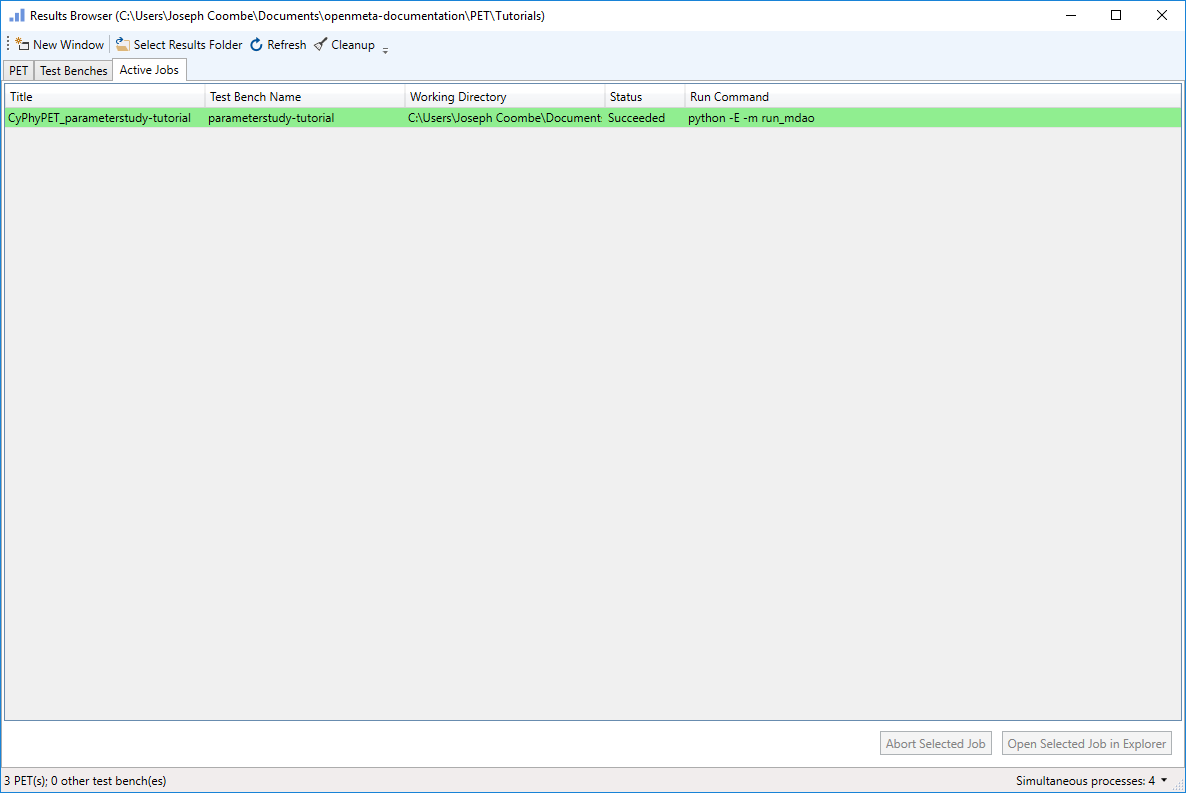 Results Browser (C:\Users\Joseph Coombe\Documents\openmeta-documentation\PET\Tutorials)
New Window Select Results Folder Refresh Cleanup
PET Test Benches Active Jobs
Title Test Bench Name Working Directory Status Run Command
CyPhyPET_parameterstudy-tutorial parameterstudy-tutorial C:\Users\Joseph Coombe\Document Succeeded python -E -m run_mdao
Abort Selected Job Open Selected Job in Explorer
3 PET(s); 0 other test bench(es) Simultaneous processes: 4